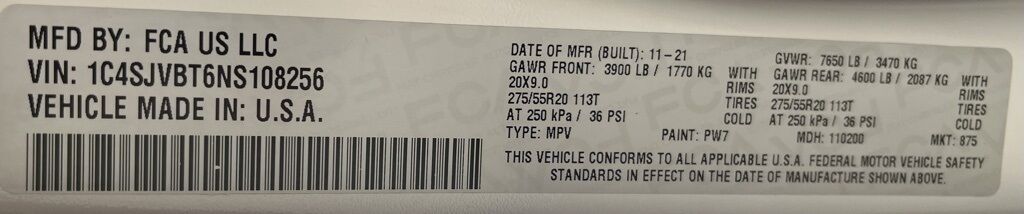 MFD BY: FCA US LLC
VIN: 1C4SJVBT6NS108256
VEHICLE MADE IN: U.S.A.
DATE OF MFR (BUILT): 11-21
GAWR FRONT: 3900 LB / 1770 KG WITH
20X9.0 RIMS
275/55R20 113T TIRES
AT 250 kPa / 36 PSI COLD
TYPE: MPV
GVWR: 7650 LB / 3470 KG
GAWR REAR: 4600 LB / 2087 KG WITH
20X9.0 RIMS
275/55R20 113T TIRES
AT 250 kPa / 36 PSI COLD
PAINT: PW7 MDH: 110200 MKT: 875
THIS VEHICLE CONFORMS TO ALL APPLICABLE U.S.A. FEDERAL MOTOR VEHICLE SAFETY
STANDARDS IN EFFECT ON THE DATE OF MANUFACTURE SHOWN ABOVE.